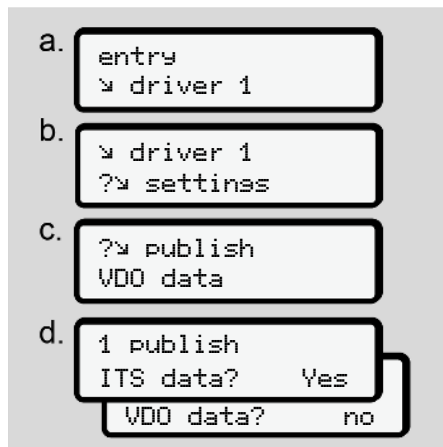 a.
entry
↘ driver 1
b.
↘ driver 1
?↘ settings
c.
?↘ publish
VDO data
d.
1 publish
ITS data? Yes
VDO data? no